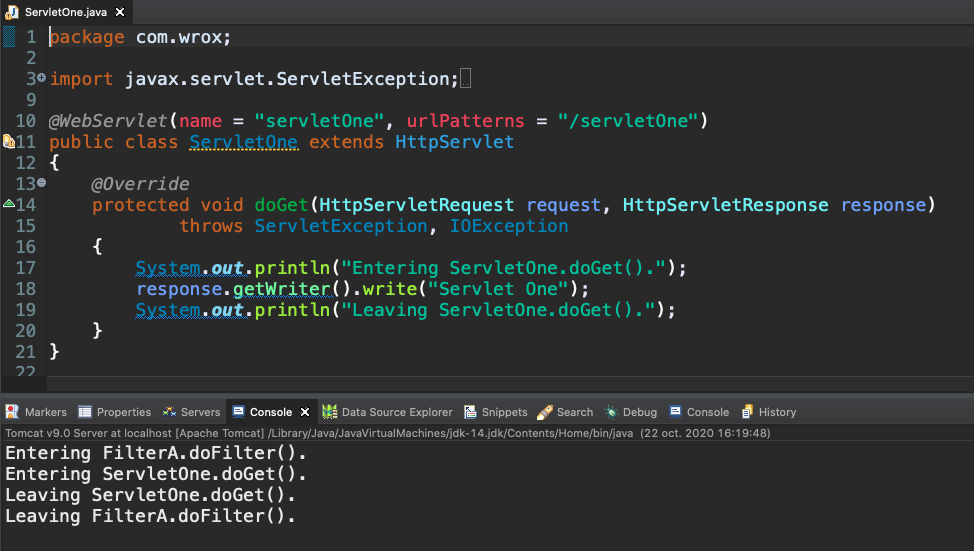 ServletOne.java
1 package com.wrox;
2
3 import javax.servlet.ServletException;
9
10 @WebServlet(name = "servletOne", urlPatterns = "/servletOne")
11 public class ServletOne extends HttpServlet
12 {
13 @Override
14 protected void doGet(HttpServletRequest request, HttpServletResponse response)
15 throws ServletException, IOException
16 {
17 System.out.println("Entering ServletOne.doGet().");
18 response.getWriter().write("Servlet One");
19 System.out.println("Leaving ServletOne.doGet().");
20 }
21 }
22
Markers Properties Servers Console Data Source Explorer Snippets Search Debug Console History
Tomcat v9.0 Server at localhost [Apache Tomcat] /Library/Java/JavaVirtualMachines/jdk-14.jdk/Contents/Home/bin/java (22 oct. 2020 16:19:48)
Entering FilterA.doFilter().
Entering ServletOne.doGet().
Leaving ServletOne.doGet().
Leaving FilterA.doFilter().